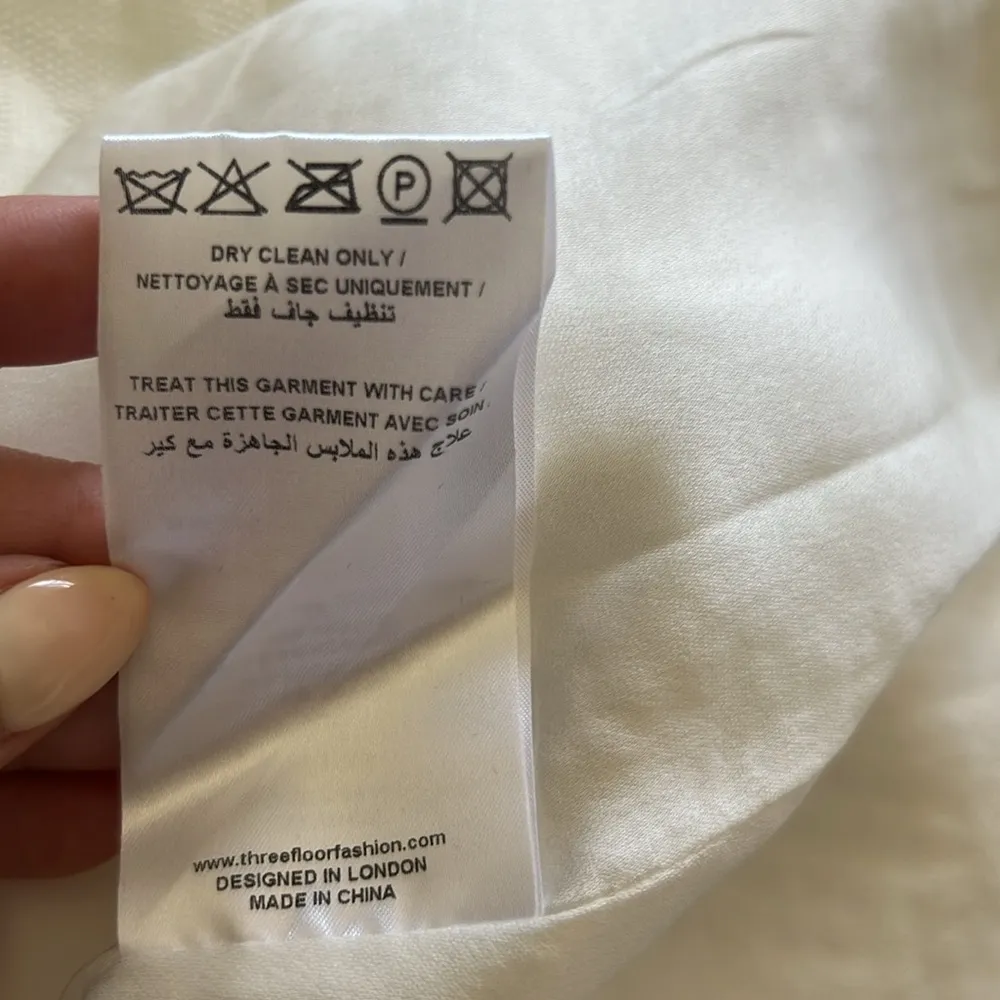 P
DRY CLEAN ONLY /
NETTOYAGE À SEC UNIQUEMENT /
تنظيف جاف فقط
TREAT THIS GARMENT WITH CARE /
TRAITER CETTE GARMENT AVEC SOIN.
علاج هذه الملابس الجاهزة مع كير
www.threefloorfashion.com
DESIGNED IN LONDON
MADE IN CHINA